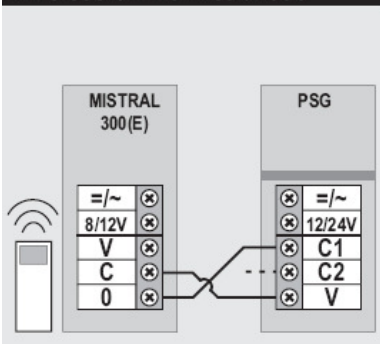 MISTRAL
300(E)
PSG
=/~
8/12V
V
C
0
=/~
12/24V
C1
C2
V